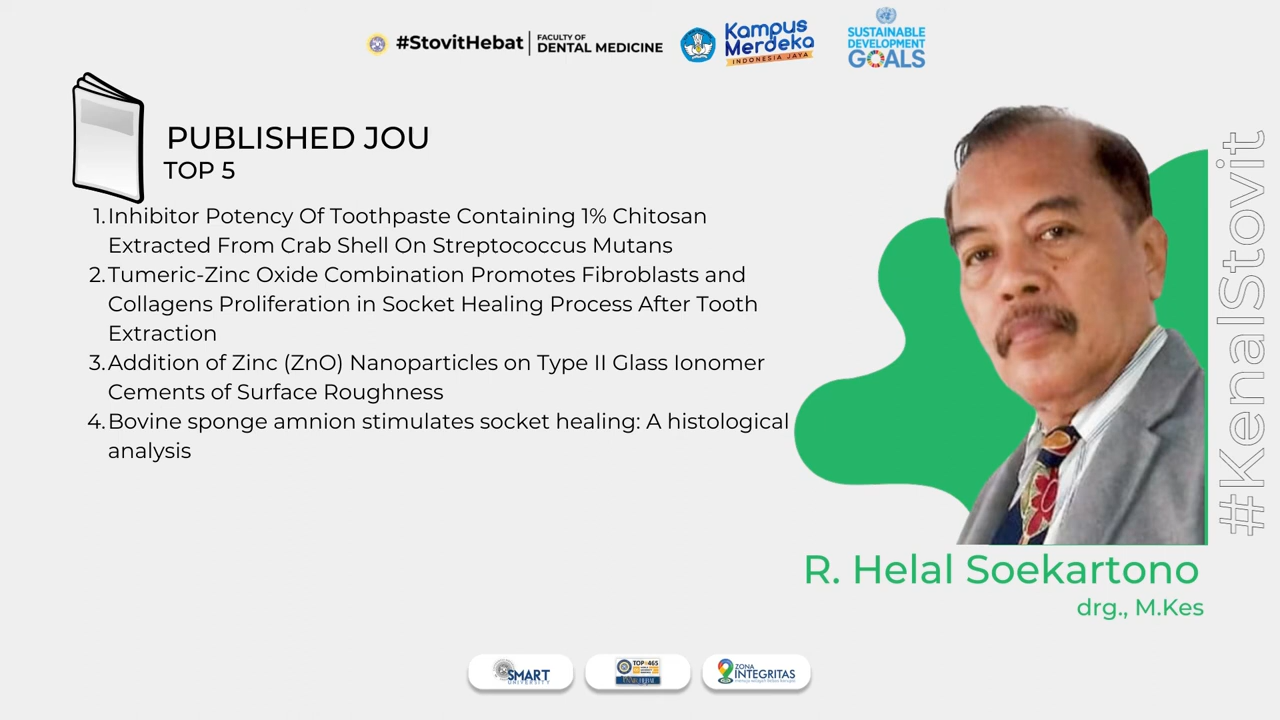 #StovitHebat
FACULTY OF
DENTAL MEDICINE
Kampus
Merdeka
INDONESIA JAYA
SUSTAINABLE
DEVELOPMENT
GOALS
PUBLISHED JOU
TOP 5
1. Inhibitor Potency Of Toothpaste Containing 1% Chitosan
Extracted From Crab Shell On Streptococcus Mutans
2. Tumeric-Zinc Oxide Combination Promotes Fibroblasts and
Collagens Proliferation in Socket Healing Process After Tooth
Extraction
3. Addition of Zinc (ZnO) Nanoparticles on Type II Glass Ionomer
Cements of Surface Roughness
4. Bovine sponge amnion stimulates socket healing: A histological
analysis
#KenalStovit
R. Helal Soekartono
drg., M.Kes
SMART
UNIVERSITY
TOP #465
ZONA
INTEGRITAS